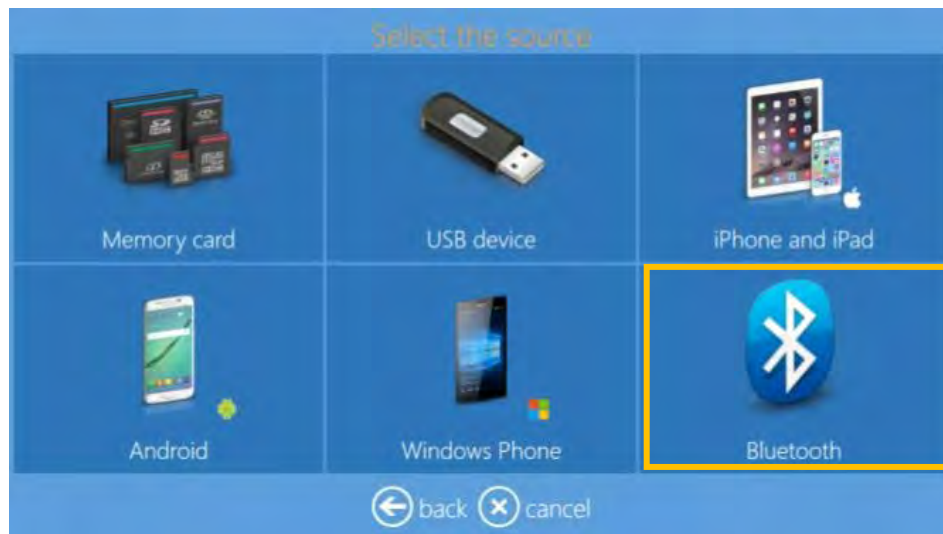 Select the source
Memory card
USB device
iPhone and iPad
Android
Windows Phone
Bluetooth
back cancel